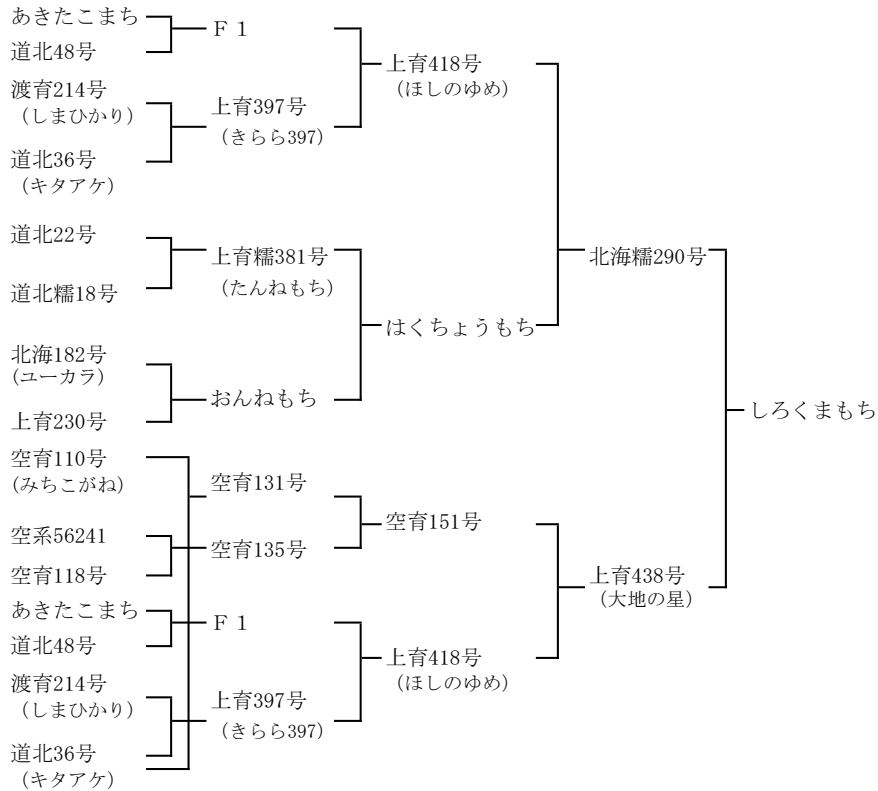 あきたこまち
道北48号
Ｆ１
渡育214号
（しまひかり）
上育397号
（きらら397）
道北36号
（キタアケ）
上育418号
（ほしのゆめ）
道北22号
道北糯18号
上育糯381号
（たんねもち）
北海182号
（ユーカラ）
上育230号
おんねもち
はくちょうもち
北海糯290号
空育110号
（みちこがね）
空育131号
空系56241
空育118号
空育135号
空育151号
あきたこまち
道北48号
Ｆ１
渡育214号
（しまひかり）
道北36号
（キタアケ）
上育397号
（きらら397）
上育418号
（ほしのゆめ）
上育438号
（大地の星）
しろくまもち